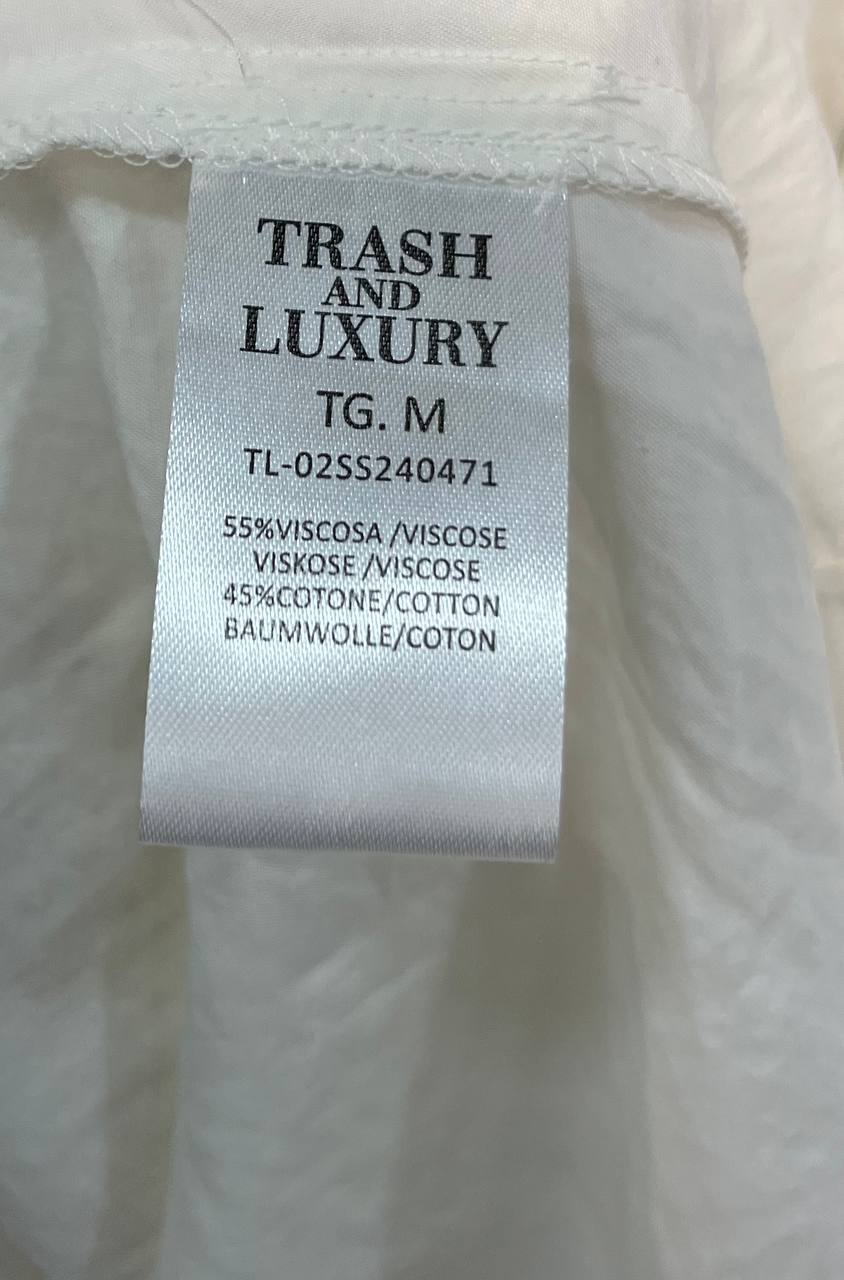 TRASH
AND
LUXURY
TG. M
TL-02SS240471
55%VISCOSA /VISCOSE
VISKOSE /VISCOSE
45%COTONE/COTTON
BAUMWOLLE/COTON